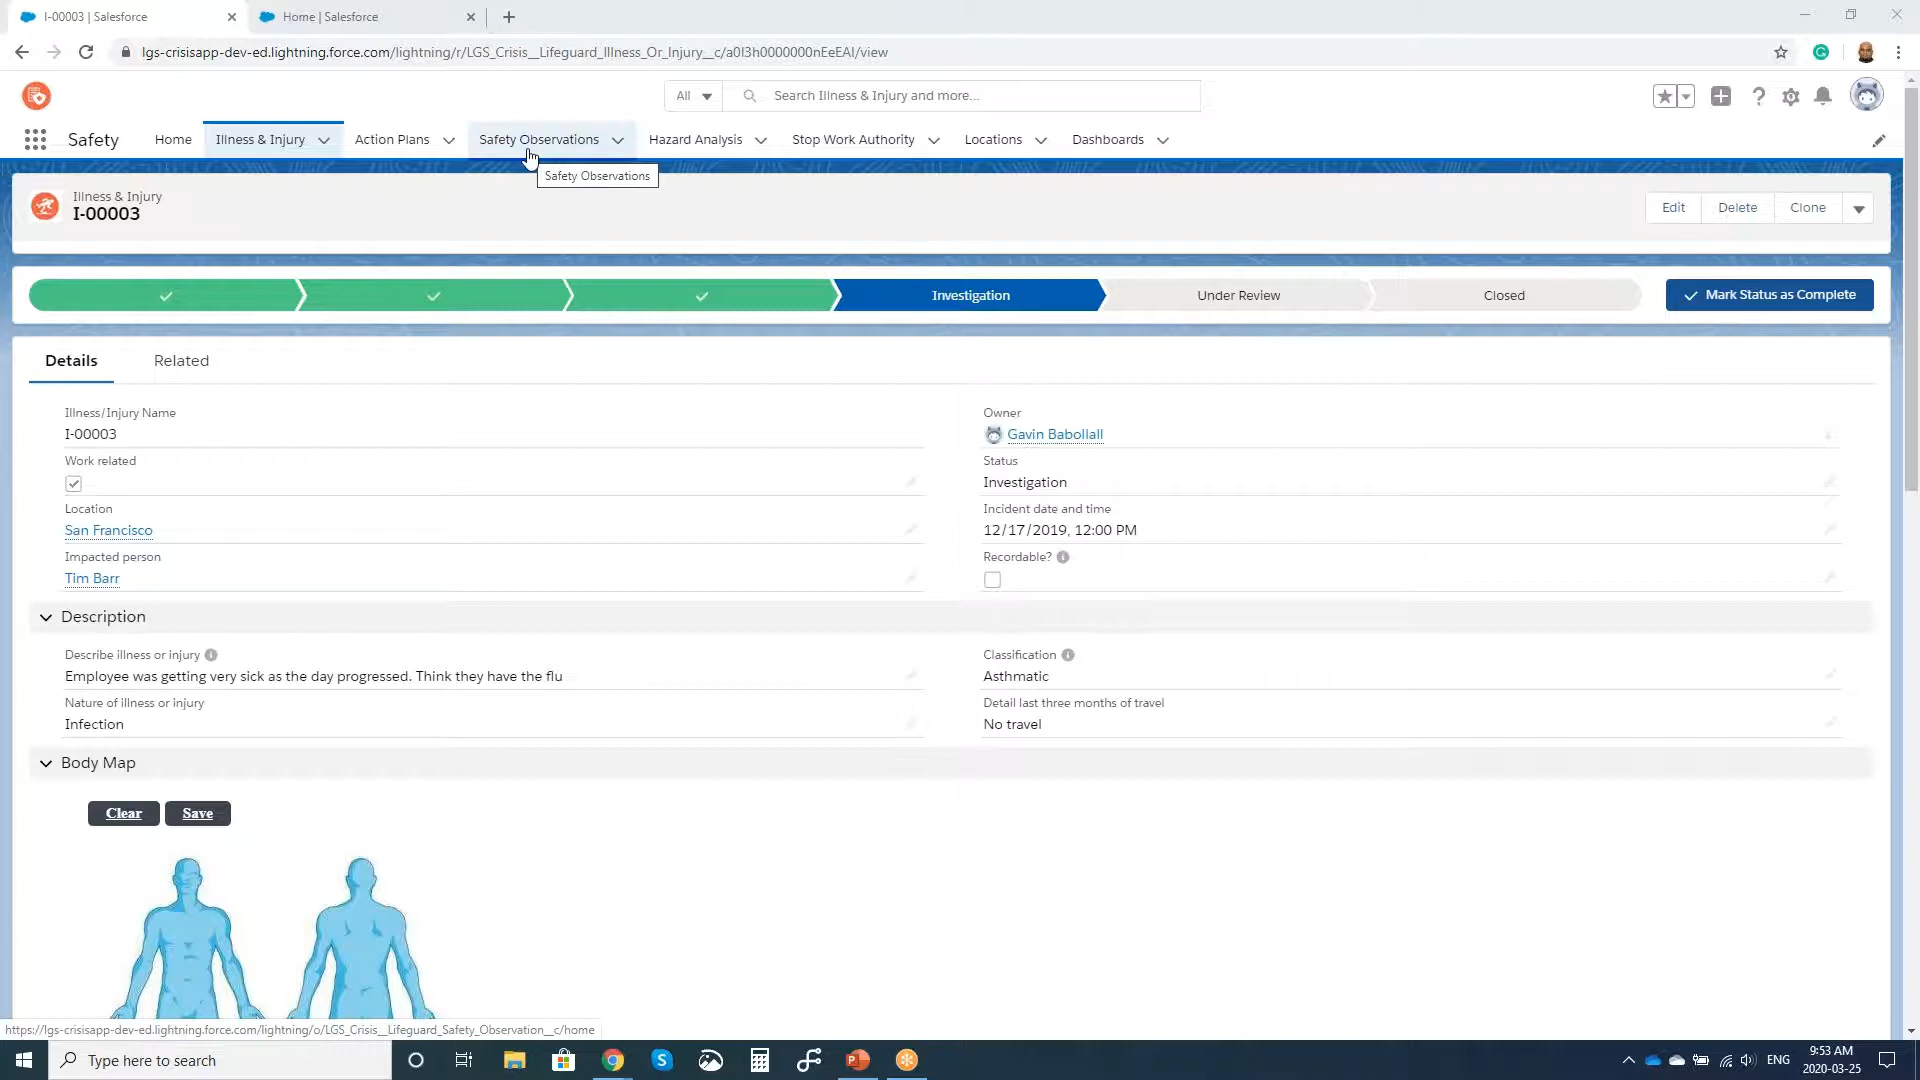 I-00003 | Salesforce
Home | Salesforce
lgs-crisisapp-dev-ed.lightning.force.com/lightning/r/LGS_Crisis__Lifeguard_Illness_Or_Injury__c/a0I3h0000000nEeEAI/view
All
Search Illness & Injury and more...
Safety
Home
Illness & Injury
Action Plans
Safety Observations
Hazard Analysis
Stop Work Authority
Locations
Dashboards
Safety Observations
Illness & Injury
I-00003
Edit
Delete
Clone
Investigation
Under Review
Closed
Mark Status as Complete
Details
Related
Illness/Injury Name
I-00003
Owner
Gavin Babollall
Work related
Status
Investigation
Location
San Francisco
Incident date and time
12/17/2019, 12:00 PM
Impacted person
Tim Barr
Recordable?
Description
Describe illness or injury
Employee was getting very sick as the day progressed. Think they have the flu
Classification
Asthmatic
Nature of illness or injury
Infection
Detail last three months of travel
No travel
Body Map
Clear
Save
https://lgs-crisisapp-dev-ed.lightning.force.com/lightning/o/LGS_Crisis__Lifeguard_Safety_Observation__c/home
Type here to search
ENG
9:53 AM
2020-03-25